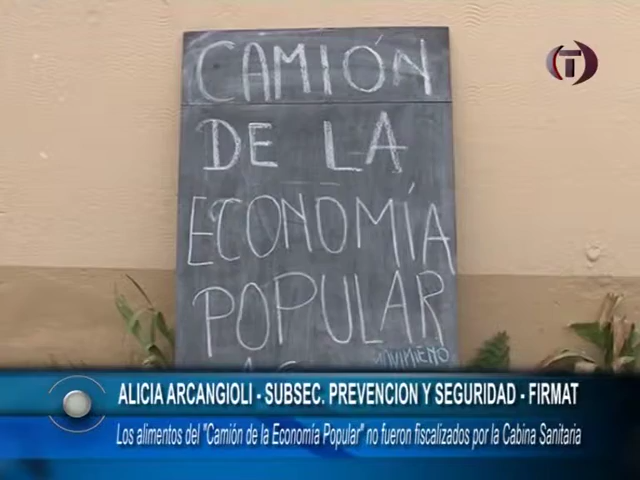 CAMIÓN
DE LA
ECONOMÍA
POPULAR
T
ALICIA ARCANGIOLI - SUBSEC. PREVENCION Y SEGURIDAD - FIRMAT
Los alimentos del "Camión de la Economía Popular" no fueron fiscalizados por la Cabina Sanitaria